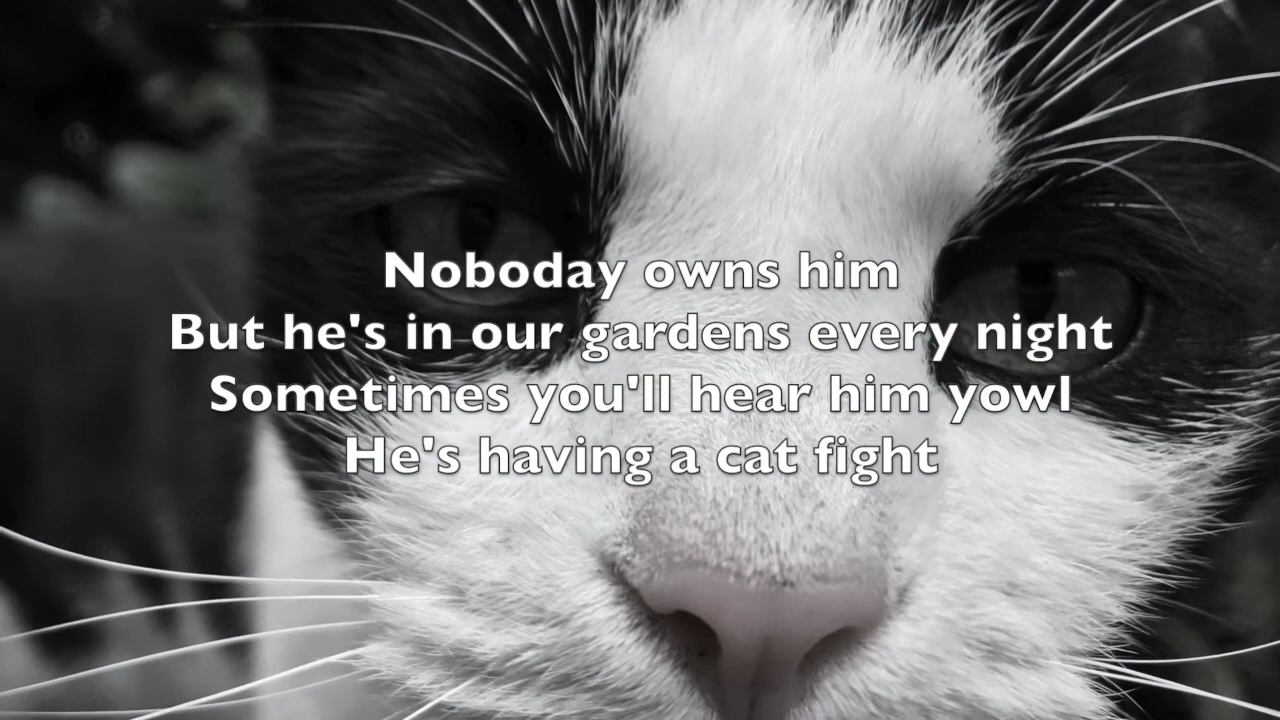 Noboday owns him
But he's in our gardens every night
Sometimes you'll hear him yowl
He's having a cat fight